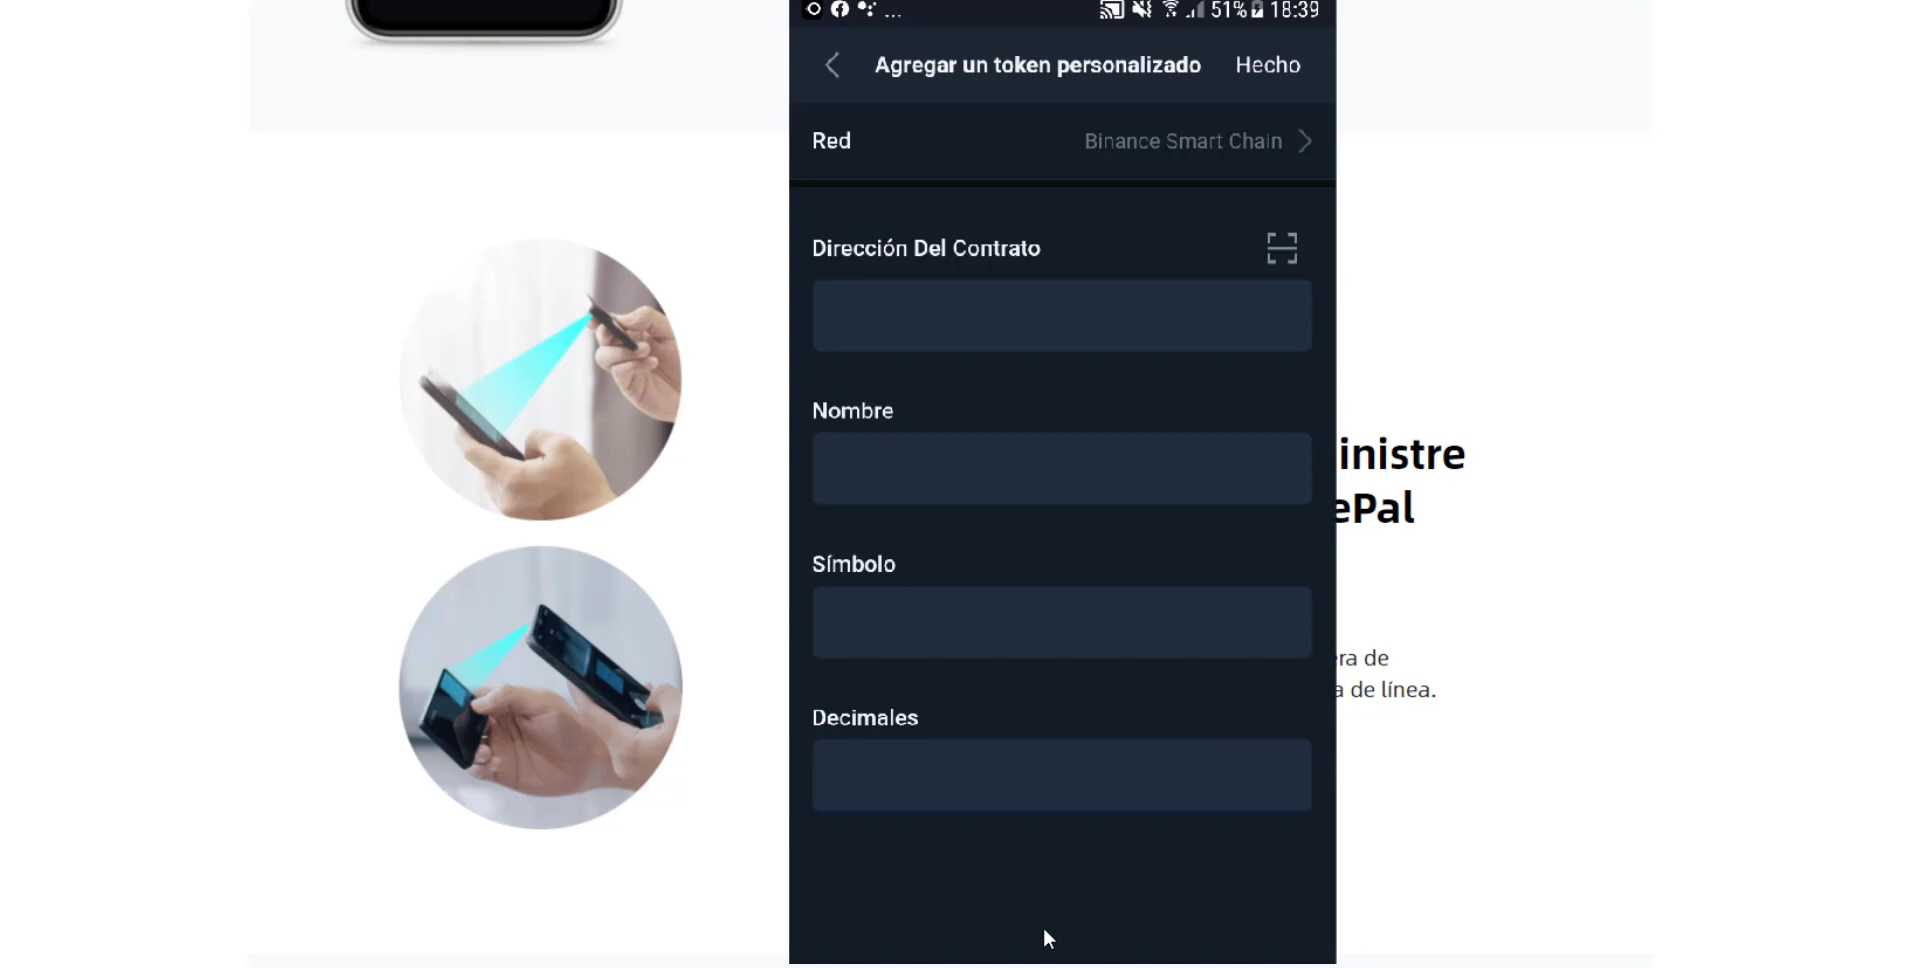 ... 51% 18:39
Agregar un token personalizado Hecho
Red Binance Smart Chain
Dirección Del Contrato
Nombre
inistre
ePal
Símbolo
ra de
a de línea.
Decimales